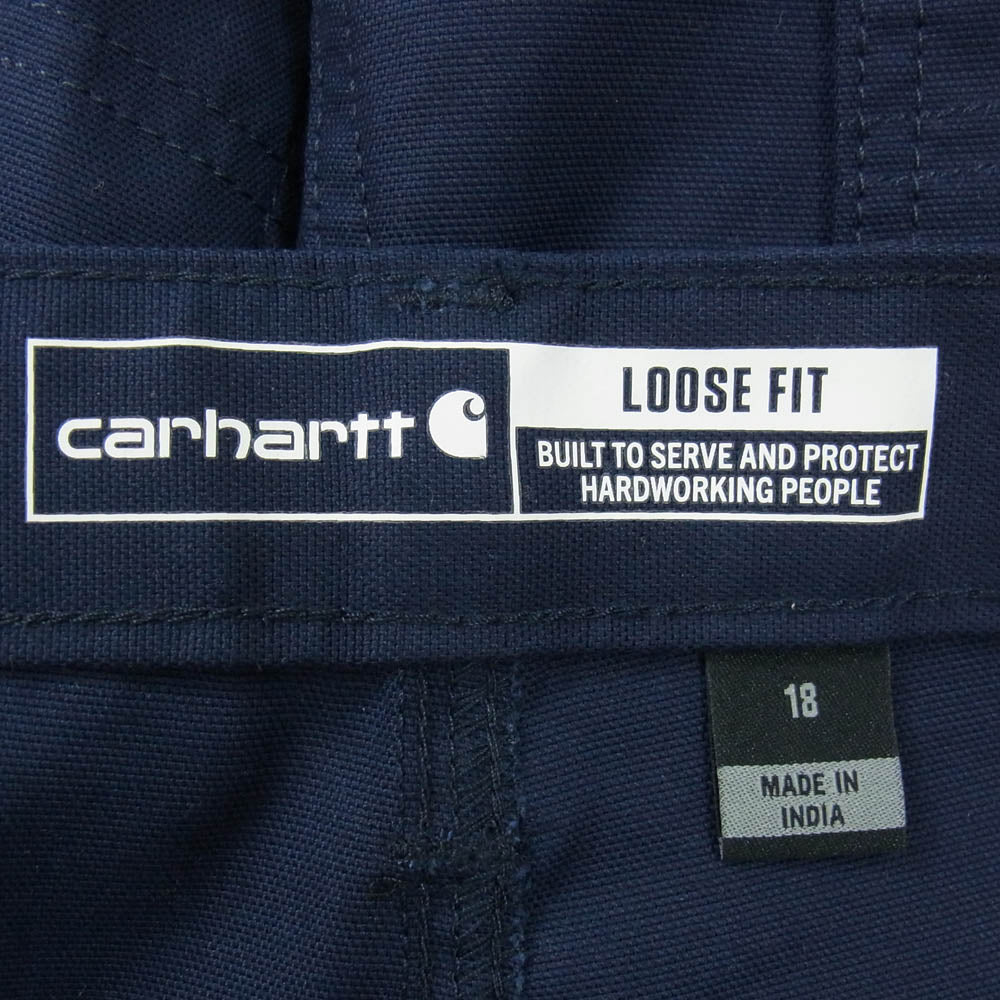 carhartt
LOOSE FIT
BUILT TO SERVE AND PROTECT
HARDWORKING PEOPLE
18
MADE IN
INDIA